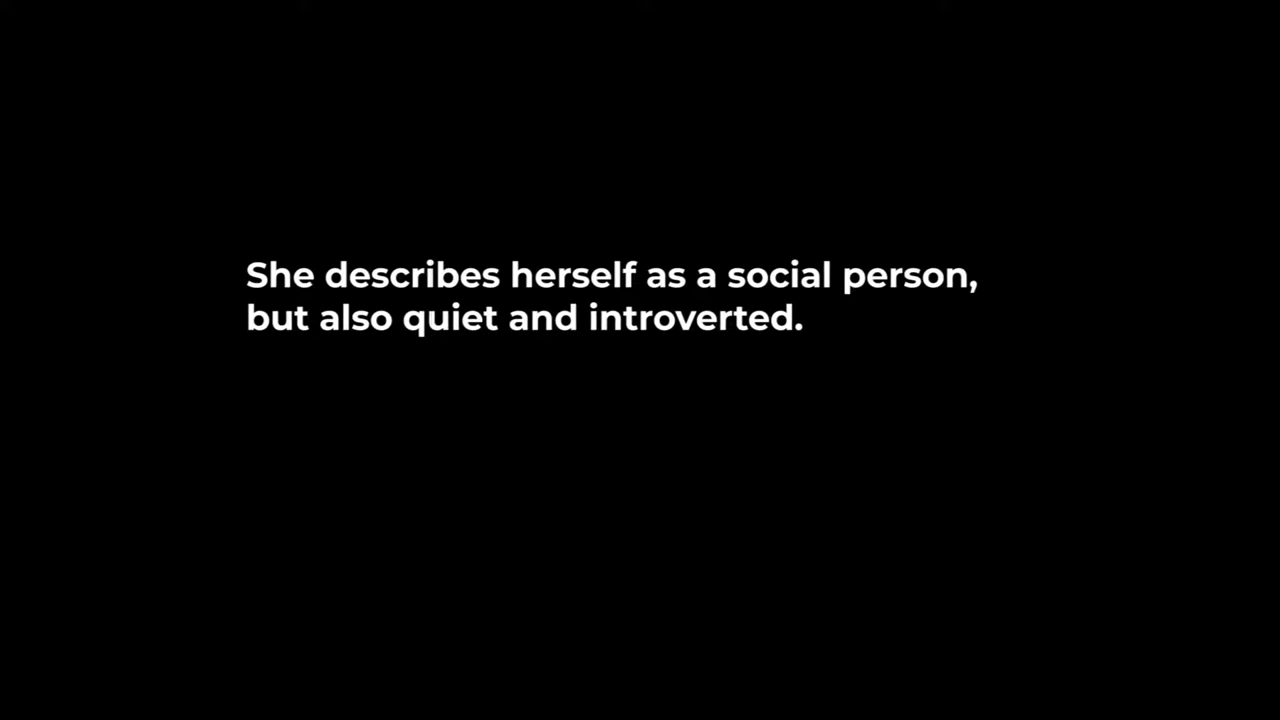 She describes herself as a social person,
but also quiet and introverted.